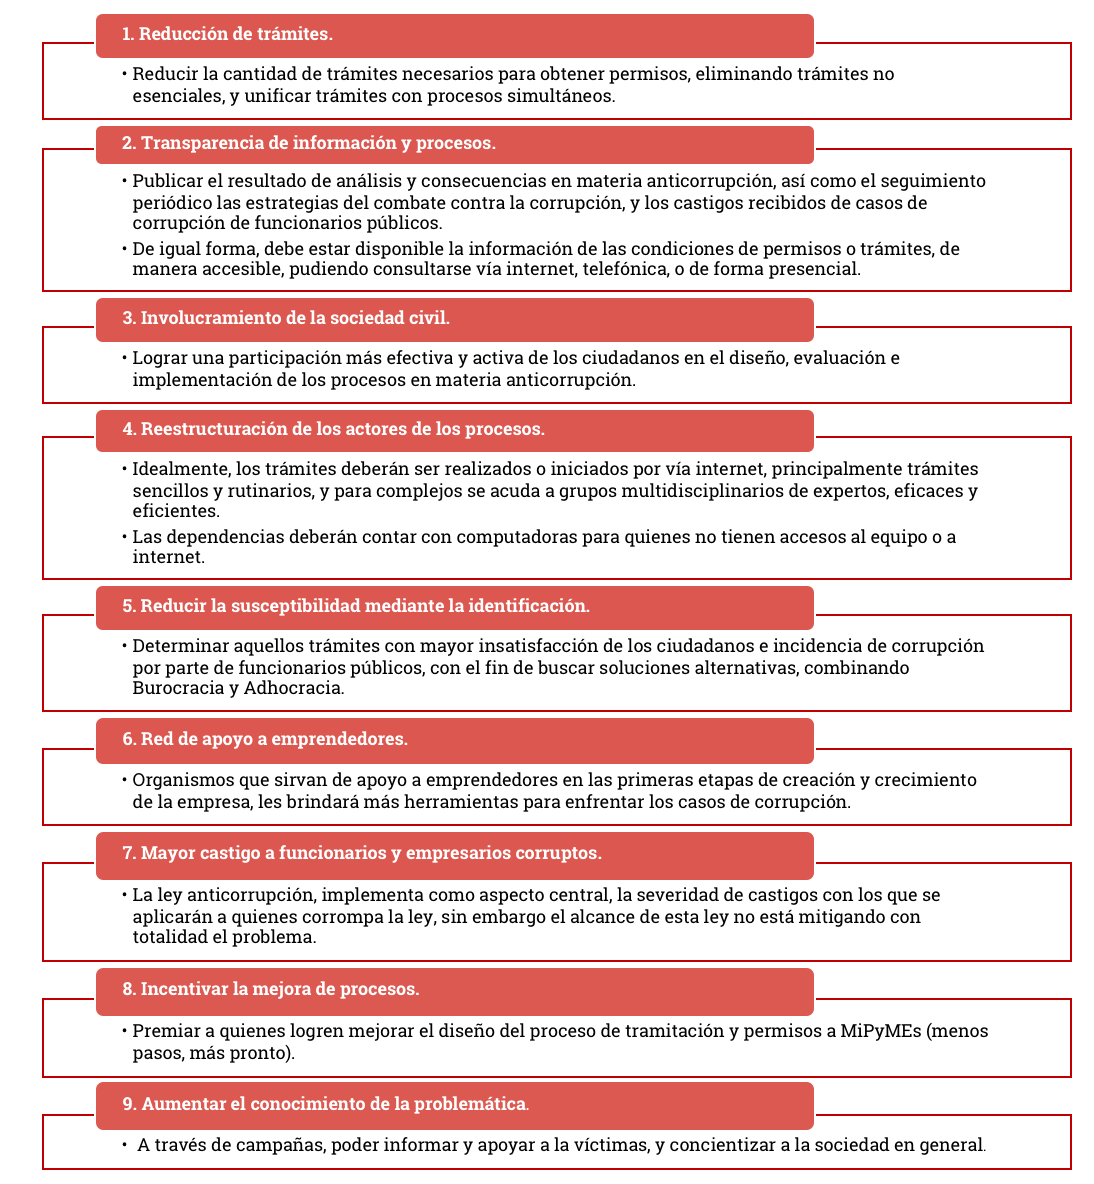 1. Reducción de trámites.
• Reducir la cantidad de trámites necesarios para obtener permisos, eliminando trámites no
esenciales, y unificar trámites con procesos simultáneos.
2. Transparencia de información y procesos.
• Publicar el resultado de análisis y consecuencias en materia anticorrupción, así como el seguimiento
periódico las estrategias del combate contra la corrupción, y los castigos recibidos de casos de
corrupción de funcionarios públicos.
• De igual forma, debe estar disponible la información de las condiciones de permisos o trámites, de
manera accesible, pudiendo consultarse vía internet, telefónica, o de forma presencial.
3. Involucramiento de la sociedad civil.
• Lograr una participación más efectiva y activa de los ciudadanos en el diseño, evaluación e
implementación de los procesos en materia anticorrupción.
4. Reestructuración de los actores de los procesos.
• Idealmente, los trámites deberán ser realizados o iniciados por vía internet, principalmente trámites
sencillos y rutinarios, y para complejos se acuda a grupos multidisciplinarios de expertos, eficaces y
eficientes.
• Las dependencias deberán contar con computadoras para quienes no tienen accesos al equipo o a
internet.
5. Reducir la susceptibilidad mediante la identificación.
• Determinar aquellos trámites con mayor insatisfacción de los ciudadanos e incidencia de corrupción
por parte de funcionarios públicos, con el fin de buscar soluciones alternativas, combinando
Burocracia y Adhocracia.
6. Red de apoyo a emprendedores.
• Organismos que sirvan de apoyo a emprendedores en las primeras etapas de creación y crecimiento
de la empresa, les brindará más herramientas para enfrentar los casos de corrupción.
7. Mayor castigo a funcionarios y empresarios corruptos.
• La ley anticorrupción, implementa como aspecto central, la severidad de castigos con los que se
aplicarán a quienes corrompa la ley, sin embargo el alcance de esta ley no está mitigando con
totalidad el problema.
8. Incentivar la mejora de procesos.
• Premiar a quienes logren mejorar el diseño del proceso de tramitación y permisos a MiPyMEs (menos
pasos, más pronto).
9. Aumentar el conocimiento de la problemática.
• A través de campañas, poder informar y apoyar a la víctimas, y concientizar a la sociedad en general.